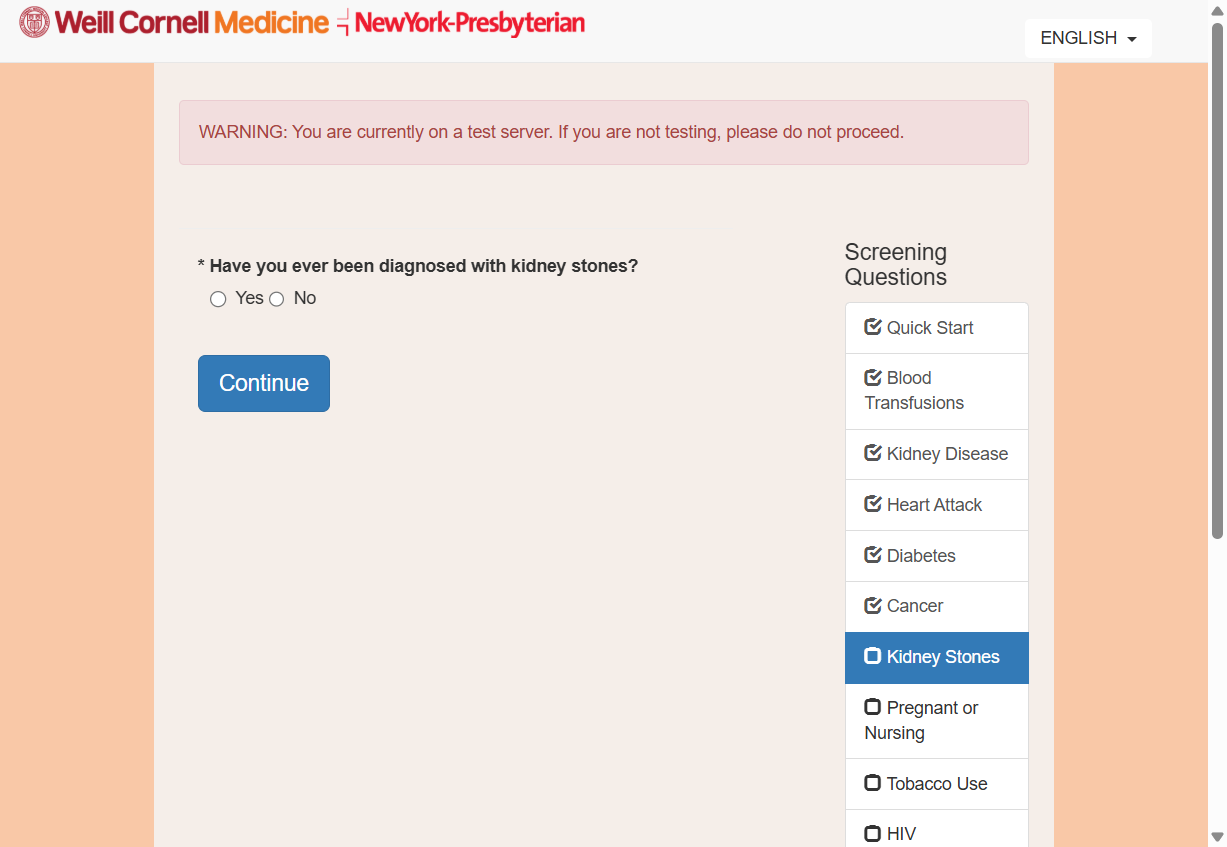 Weill Cornell Medicine NewYork-Presbyterian
ENGLISH
WARNING: You are currently on a test server. If you are not testing, please do not proceed.
* Have you ever been diagnosed with kidney stones?
Yes No
Continue
Screening
Questions
Quick Start
Blood
Transfusions
Kidney Disease
Heart Attack
Diabetes
Cancer
Kidney Stones
Pregnant or
Nursing
Tobacco Use
HIV